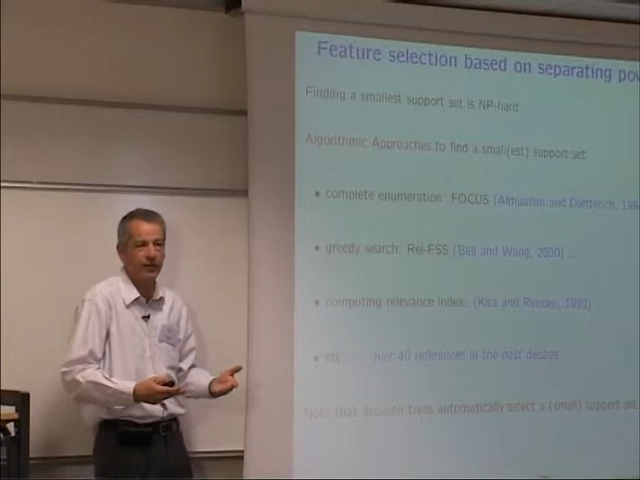 Feature selection based on separating pow
Finding a smallest support set is NP-hard.
Algorithmic Approaches to find a small(est) support set
• complete enumeration: FOCUS (Almuallim and Dietterich, 199
• greedy search: Rel-FSS (Bell and Wang, 2000) ...
• computing relevance index: (Kira and Rendell, 1992)
• etc. ... over 40 references in the past decade.
Note that decision trees automatically select a (small) support set.